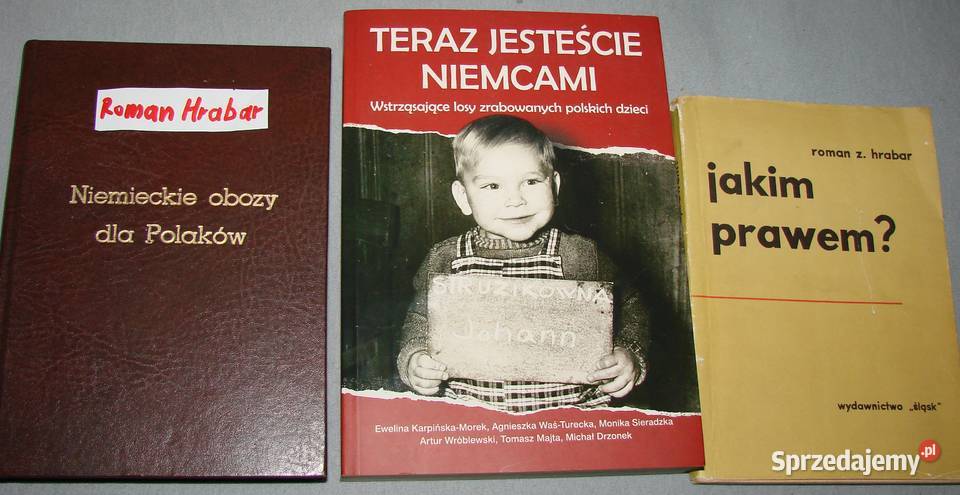 Roman Hrabar
Niemieckie obozy
dla Polaków
TERAZ JESTEŚCIE
NIEMCAMI
Wstrząsające losy zrabowanych polskich dzieci
STRUZIKOWNA
Johann
Ewelina Karpińska-Morek, Agnieszka Waś-Turecka, Monika Sieradzka
Artur Wróblewski, Tomasz Majta, Michał Drzonek
roman z. hrabar
jakim
prawem?
wydawnictwo „śląsk”
Sprzedajemy.pl